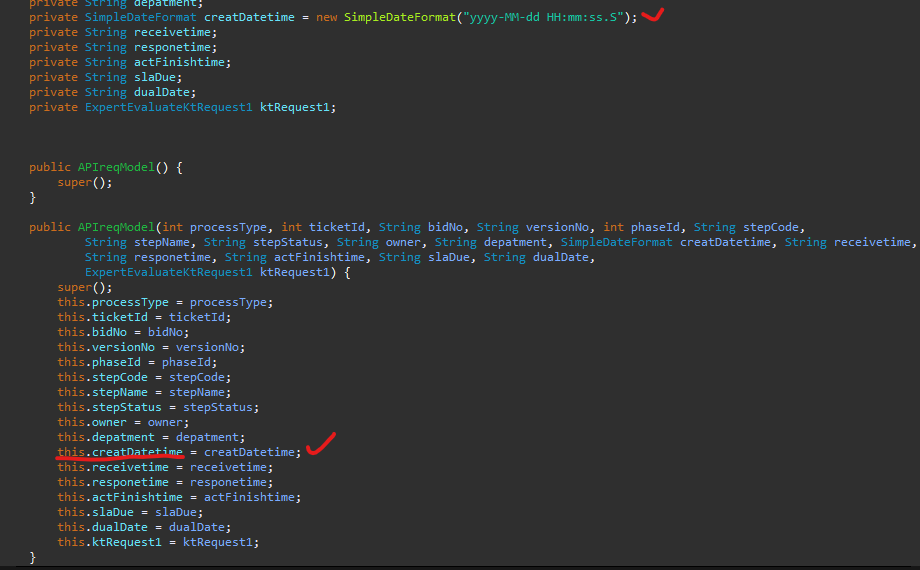 private String depatment;
private SimpleDateFormat creatDatetime = new SimpleDateFormat("yyyy-MM-dd HH:mm:ss.S");
private String receivetime;
private String responetime;
private String actFinishtime;
private String slaDue;
private String dualDate;
private ExpertEvaluateKtRequest1 ktRequest1;
public APIreqModel() {
super();
}
public APIreqModel(int processType, int ticketId, String bidNo, String versionNo, int phaseId, String stepCode,
String stepName, String stepStatus, String owner, String depatment, SimpleDateFormat creatDatetime, String receivetime,
String responetime, String actFinishtime, String slaDue, String dualDate,
ExpertEvaluateKtRequest1 ktRequest1) {
super();
this.processType = processType;
this.ticketId = ticketId;
this.bidNo = bidNo;
this.versionNo = versionNo;
this.phaseId = phaseId;
this.stepCode = stepCode;
this.stepName = stepName;
this.stepStatus = stepStatus;
this.owner = owner;
this.depatment = depatment;
this.creatDatetime = creatDatetime;
this.receivetime = receivetime;
this.responetime = responetime;
this.actFinishtime = actFinishtime;
this.slaDue = slaDue;
this.dualDate = dualDate;
this.ktRequest1 = ktRequest1;
}